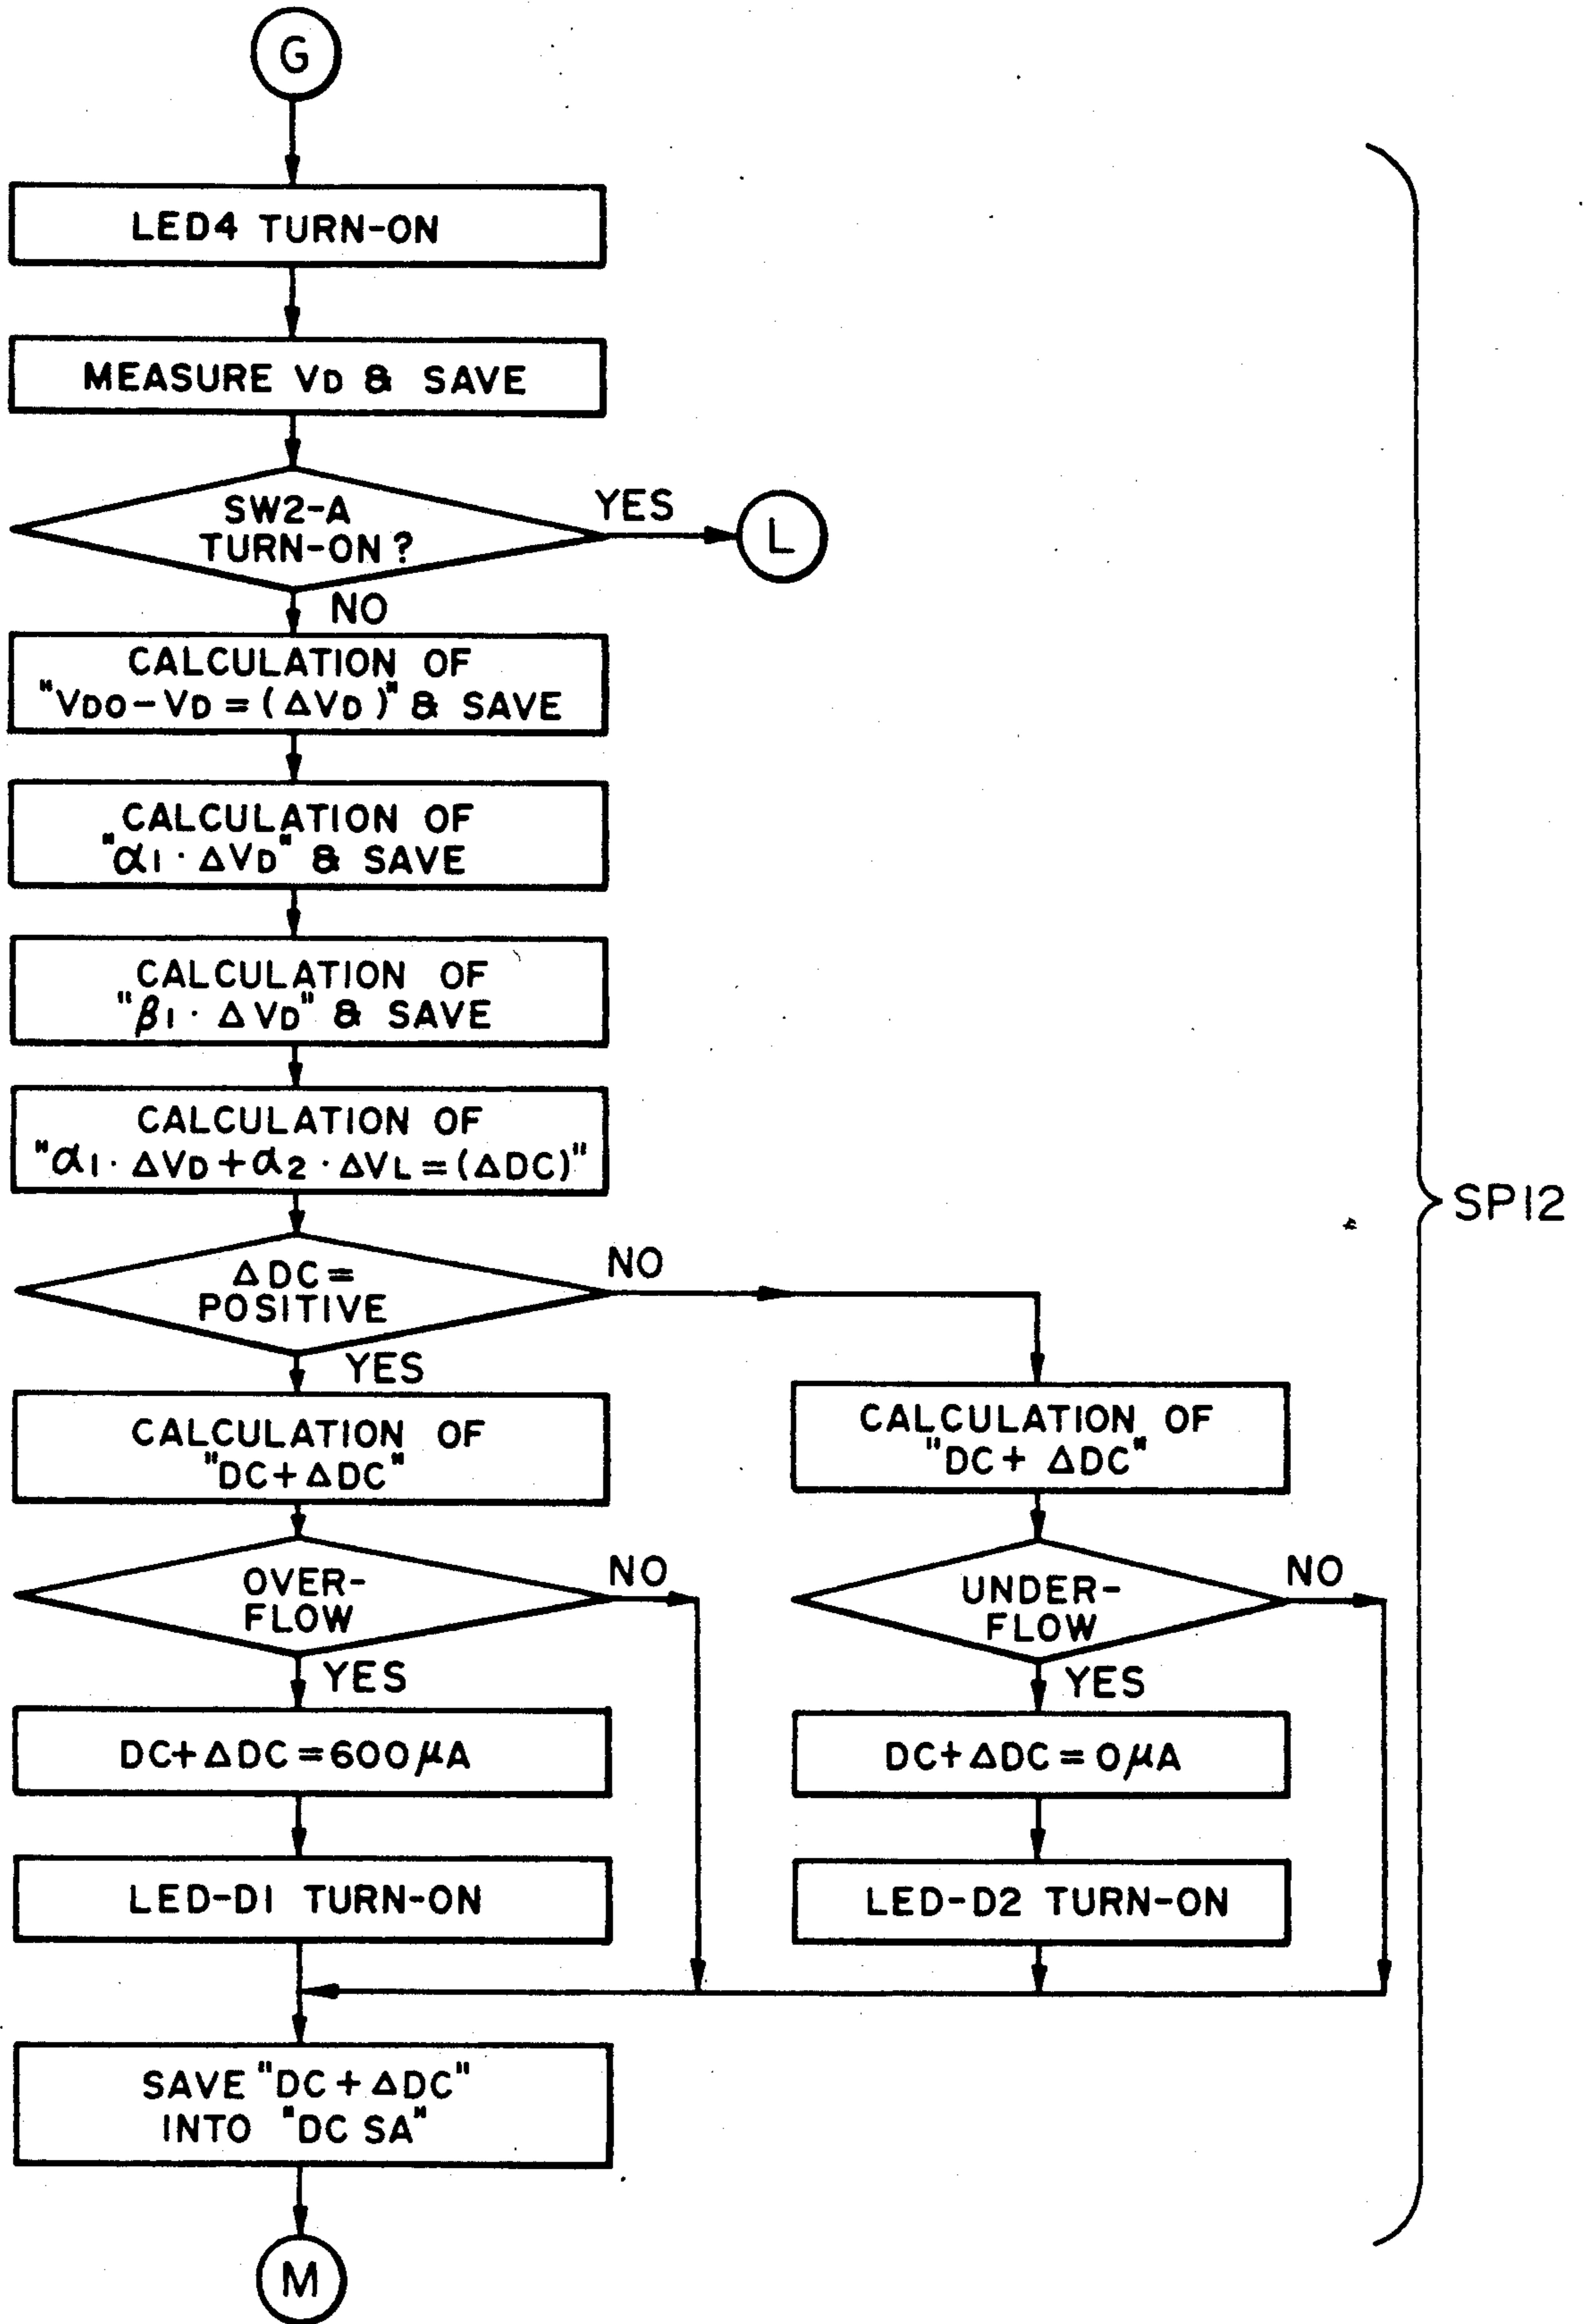 G
LED4 TURN-ON
MEASURE VD & SAVE
SW2-A
TURN-ON?
YES
L
NO
CALCULATION OF
"VDO-VD=(ΔVD)" & SAVE
CALCULATION OF
"α1·ΔVD" & SAVE
CALCULATION OF
"β1·ΔVD" & SAVE
CALCULATION OF
"α1·ΔVD+α2·ΔVL=(ΔDC)"
SP12
ΔDC=
POSITIVE
NO
YES
CALCULATION OF
"DC+ΔDC"
CALCULATION OF
"DC+ ΔDC"
OVER-
FLOW
NO
UNDER-
FLOW
NO
YES
YES
DC+ΔDC=600μA
DC+ΔDC=0μA
LED-D1 TURN-ON
LED-D2 TURN-ON
SAVE "DC+ΔDC"
INTO "DC SA"
M